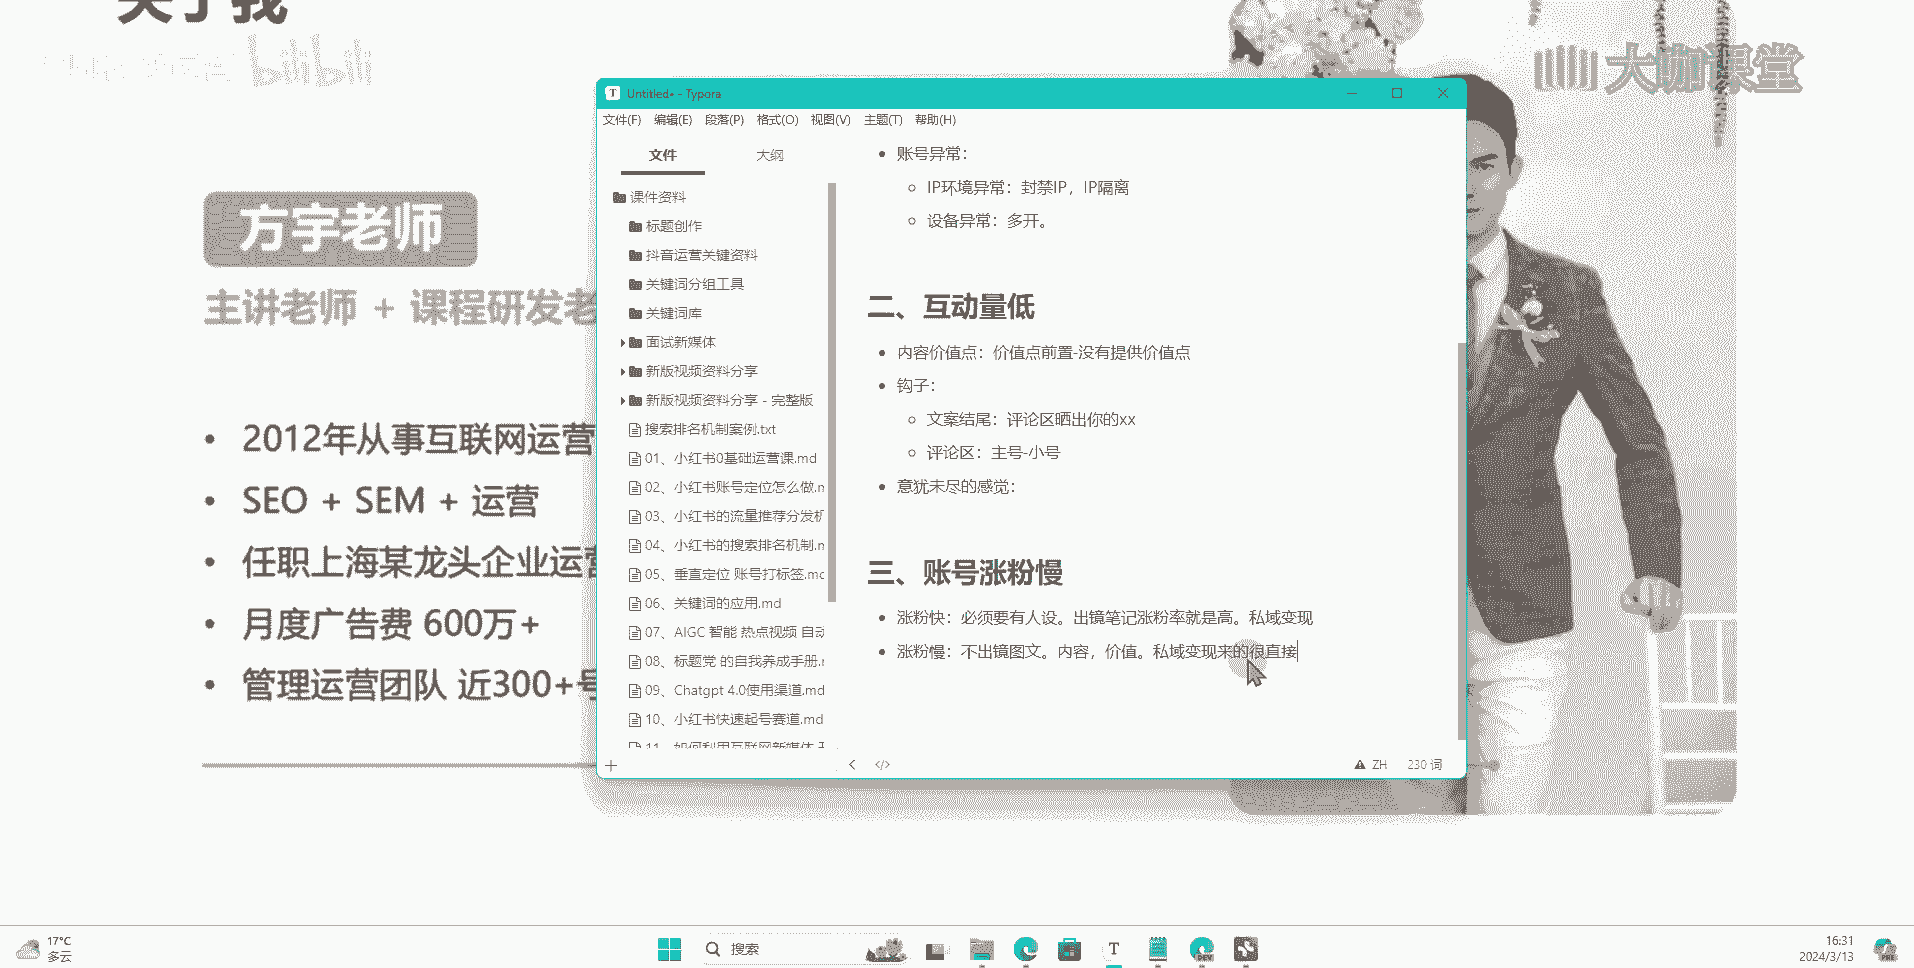 关于我
bilibili
大咖课堂
方宇老师
主讲老师 + 课程研发老
2012年从事互联网运营
SEO + SEM + 运营
任职上海某龙头企业运营
月度广告费 600万+
管理运营团队 近300+号
Untitled• - Typora
文件(F) 编辑(E) 段落(P) 格式(O) 视图(V) 主题(T) 帮助(H)
文件 大纲
课件资料
标题创作
抖音运营关键资料
关键词分组工具
关键词库
面试新媒体
新版视频资料分享
新版视频资料分享 - 完整版
搜索排名机制案例.txt
01、小红书0基础运营课.md
02、小红书账号定位怎么做.m
03、小红书的流量推荐分发机
04、小红书的搜索排名机制.m
05、垂直定位 账号打标签.mc
06、关键词的应用.md
07、AIGC 智能 热点视频 自动
08、标题党 的自我养成手册.r
09、Chatgpt 4.0使用渠道.md
10、小红书快速起号赛道.md
11、如何利用互联网新媒体
账号异常：
IP环境异常：封禁IP，IP隔离
设备异常：多开。
二、互动量低
内容价值点：价值点前置-没有提供价值点
钩子：
文案结尾：评论区晒出你的xx
评论区：主号-小号
意犹未尽的感觉：
三、账号涨粉慢
涨粉快：必须要有人设。出镜笔记涨粉率就是高。私域变现
涨粉慢：不出镜图文。内容，价值。私域变现来的很直接
ZH 230 词
17°C
多云
搜索
T
DEV
16:31
2024/3/13
PRE